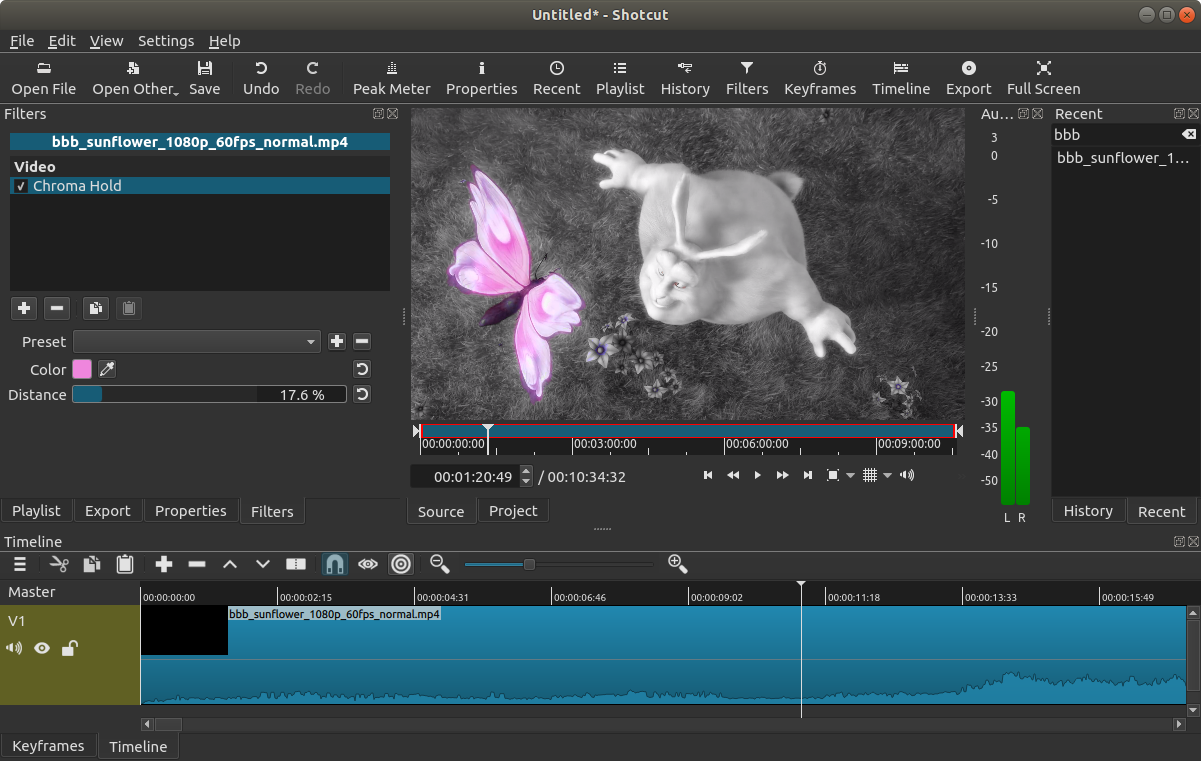 Untitled* - Shotcut
File Edit View Settings Help
Open File Open Other... Save Undo Redo Peak Meter Properties Recent Playlist History Filters Keyframes Timeline Export Full Screen
Filters
bbb_sunflower_1080p_60fps_normal.mp4
Video
Chroma Hold
Preset
Color
Distance 17.6 %
Playlist Export Properties Filters
00:00:00:00 00:03:00:00 00:06:00:00 00:09:00:00
00:01:20:49 / 00:10:34:32
Source Project
Au...
3
0
-5
-10
-15
-20
-25
-30
-35
-40
-50
L R
Recent
bbb
bbb_sunflower_1...
History Recent
Timeline
Master
00:00:00:00 00:00:02:15 00:00:04:31 00:00:06:46 00:00:09:02 00:00:11:18 00:00:13:33 00:00:15:49
V1
bbb_sunflower_1080p_60fps_normal.mp4
Keyframes Timeline